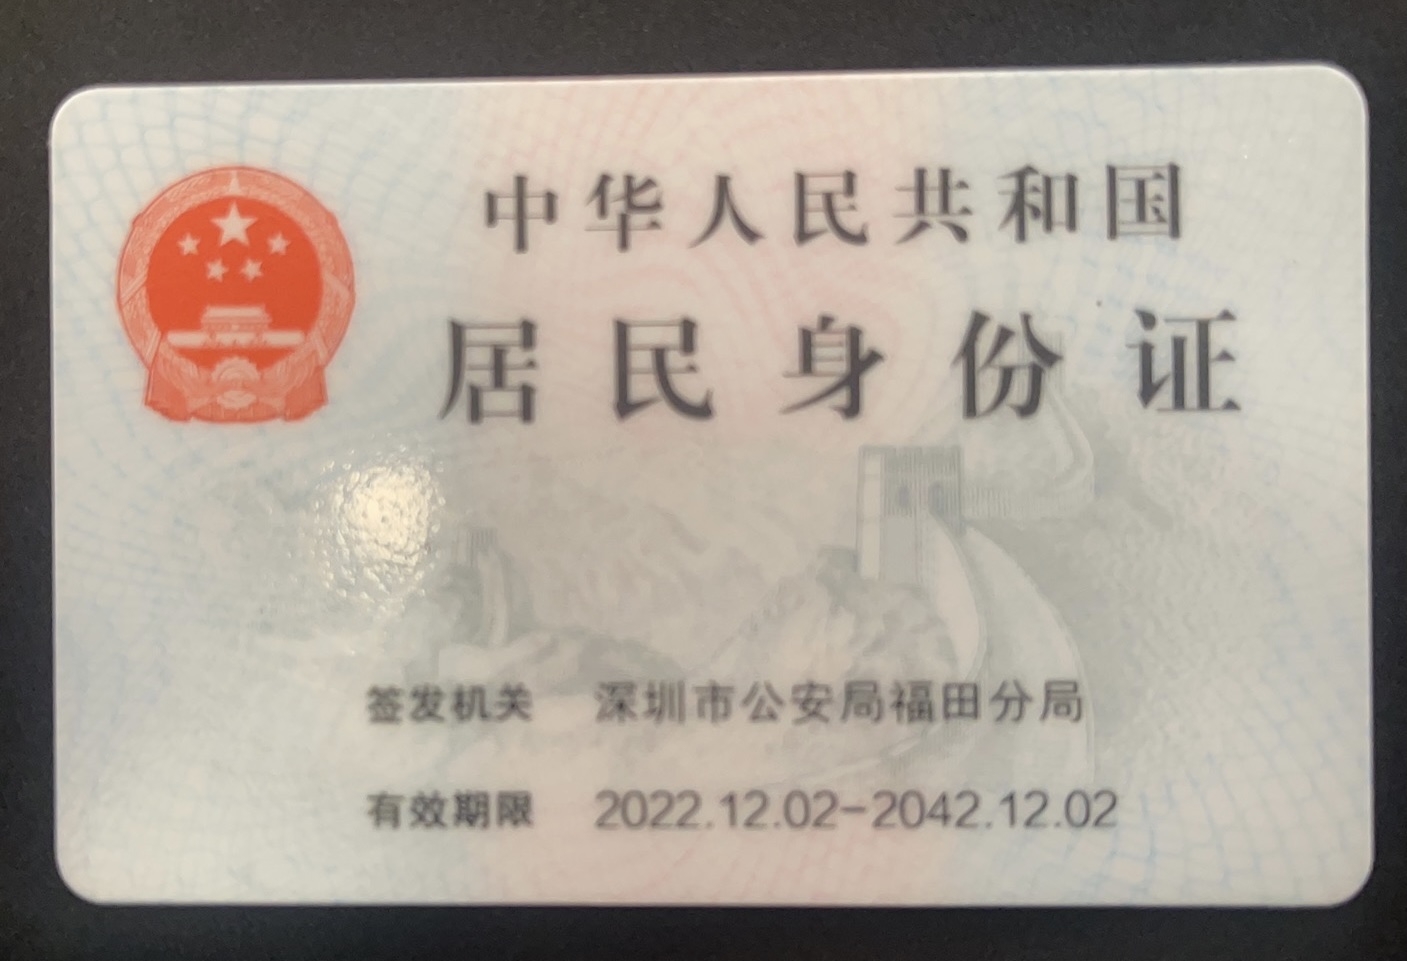 中华人民共和国
居民身份证
签发机关 深圳市公安局福田分局
有效期限 2022.12.02-2042.12.02